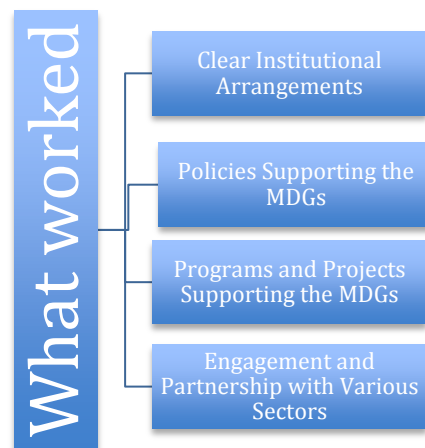 What worked
Clear Institutional
Arrangements
Policies Supporting the
MDGs
Programs and Projects
Supporting the MDGs
Engagement and
Partnership with Various
Sectors